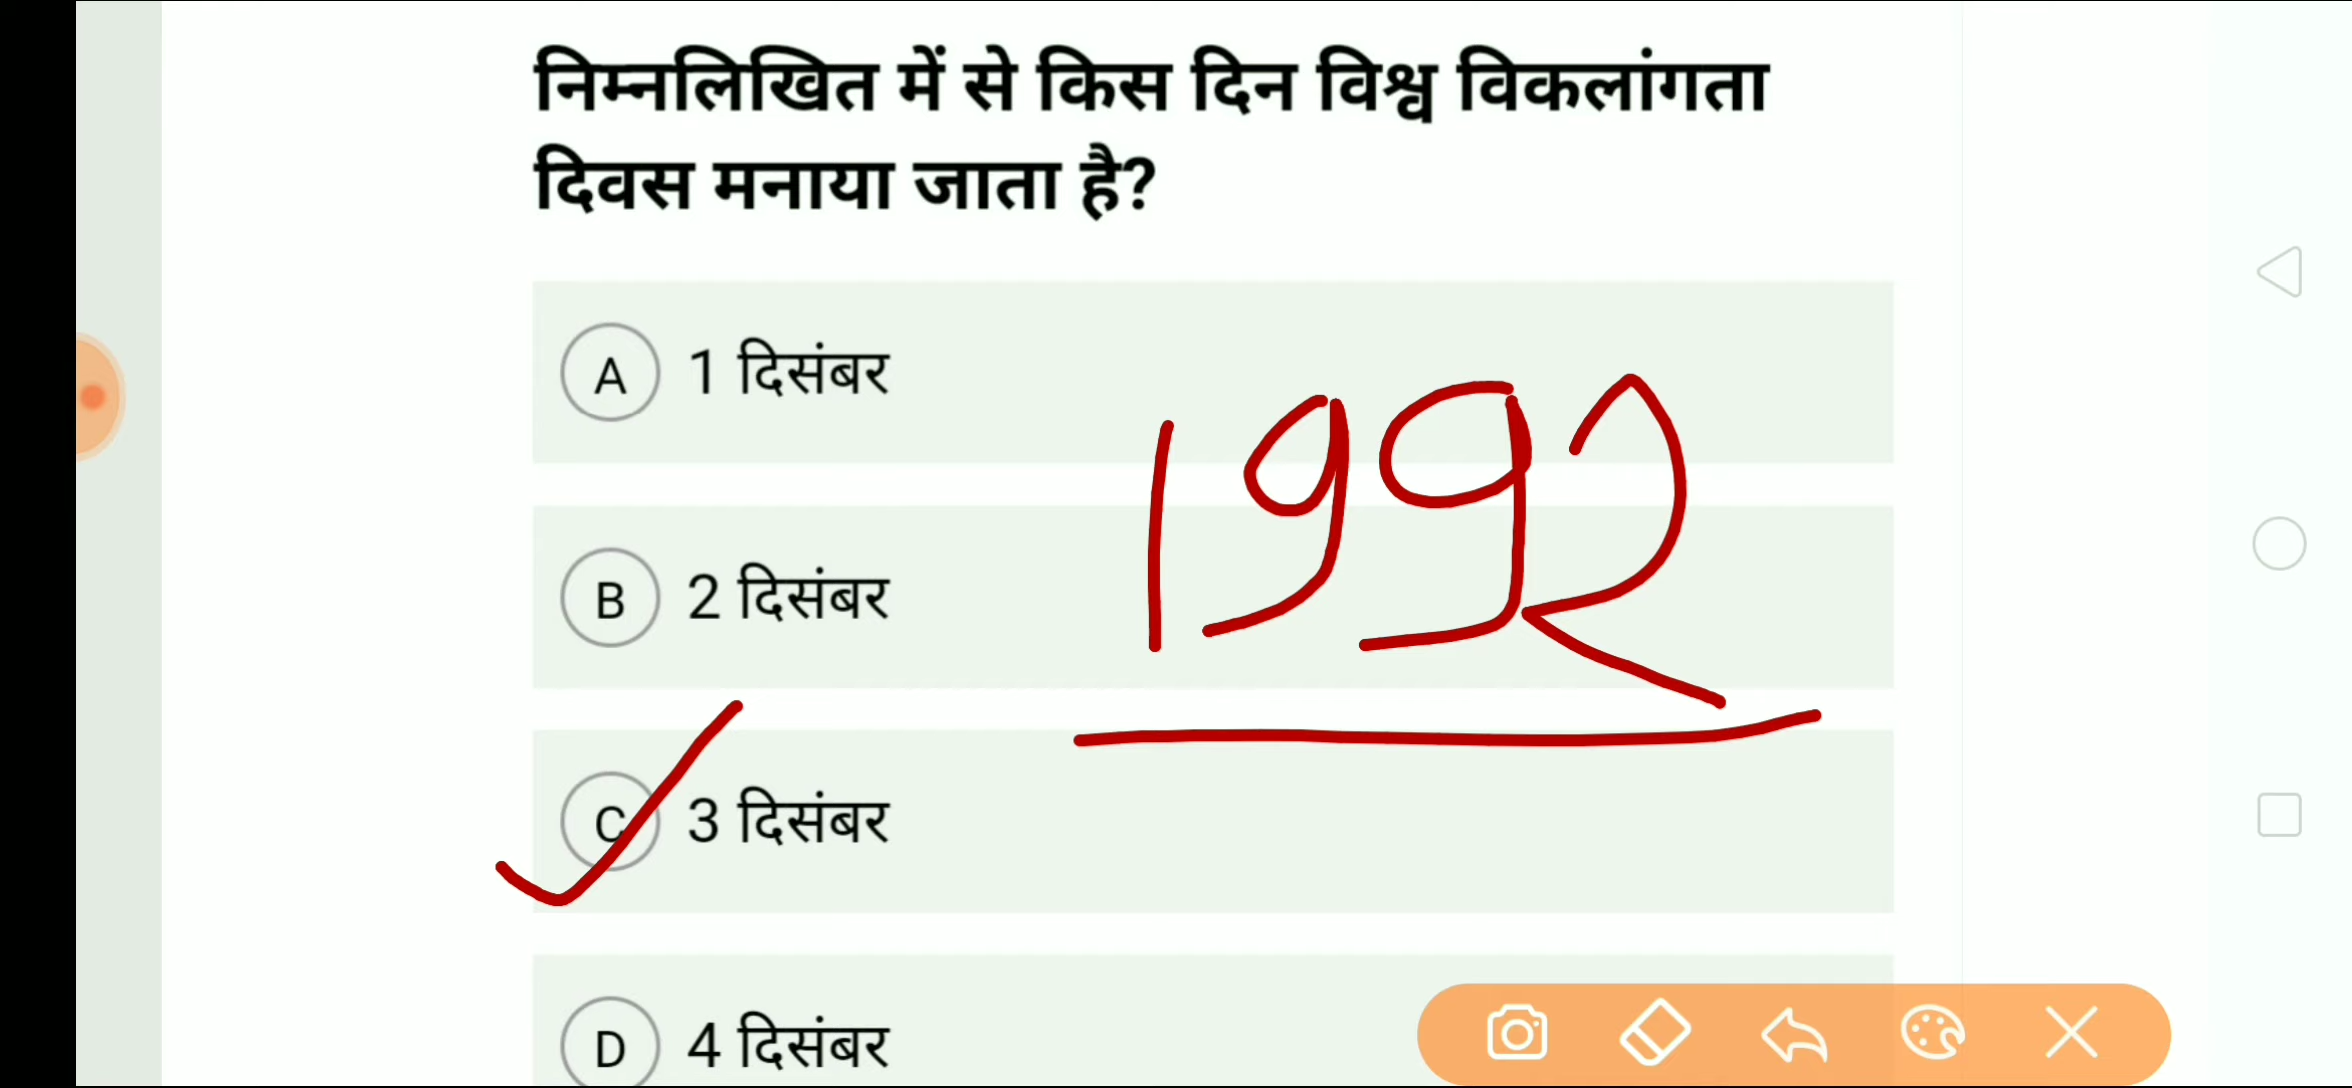 निम्नलिखित में से किस दिन विश्व विकलांगता
दिवस मनाया जाता है?
A 1 दिसंबर
1992
B 2 दिसंबर
C 3 दिसंबर
D 4 दिसंबर